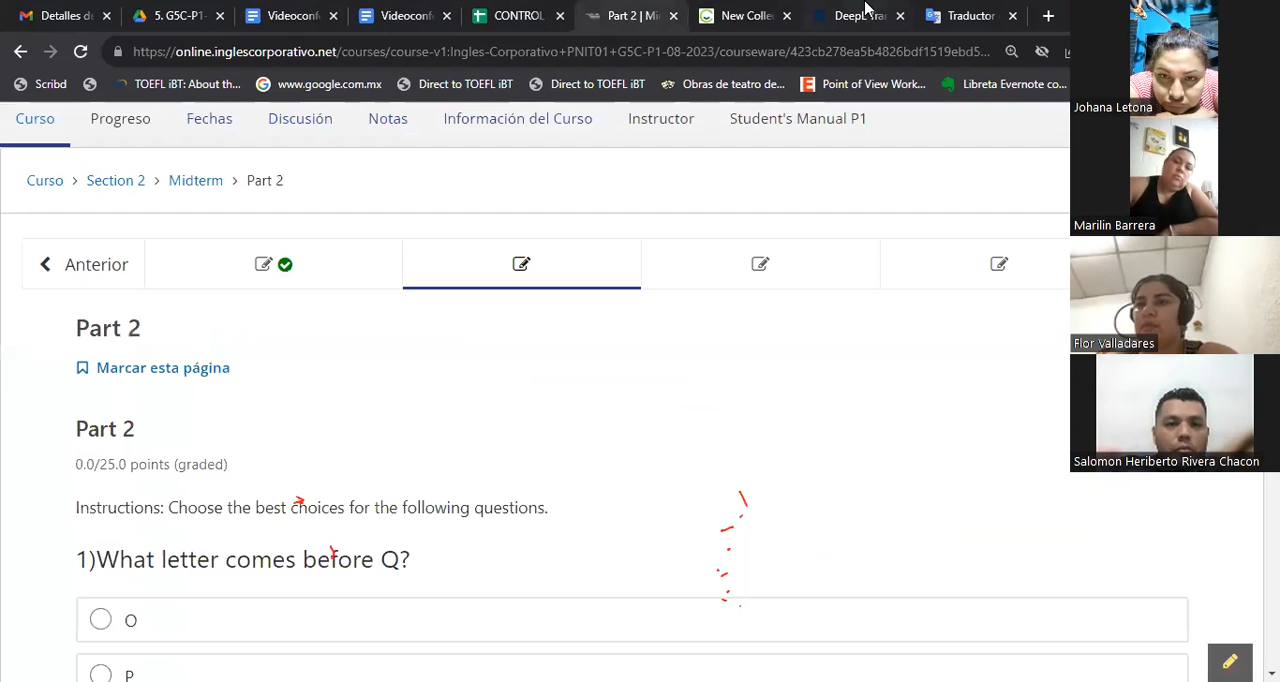 Detalles de
5. G5C-P1-
Videoconf
Videoconf
CONTROL
Part 2 | Mi
New Colle
DeepL Tran
Traductor
https://online.inglescorporativo.net/courses/course-v1:Ingles-Corporativo+PNIT01+G5C-P1-08-2023/courseware/423cb278ea5b4826bdf1519ebd5...
Scribd
TOEFL iBT: About th...
www.google.com.mx
Direct to TOEFL iBT
Direct to TOEFL iBT
Obras de teatro de...
Point of View Work...
Libreta Evernote co...
Curso
Progreso
Fechas
Discusión
Notas
Información del Curso
Instructor
Student's Manual P1
Curso > Section 2 > Midterm > Part 2
Anterior
Part 2
Marcar esta página
Part 2
0.0/25.0 points (graded)
Instructions: Choose the best choices for the following questions.
1)What letter comes before Q?
O
P
Johana Letona
Marilin Barrera
Flor Valladares
Salomon Heriberto Rivera Chacon